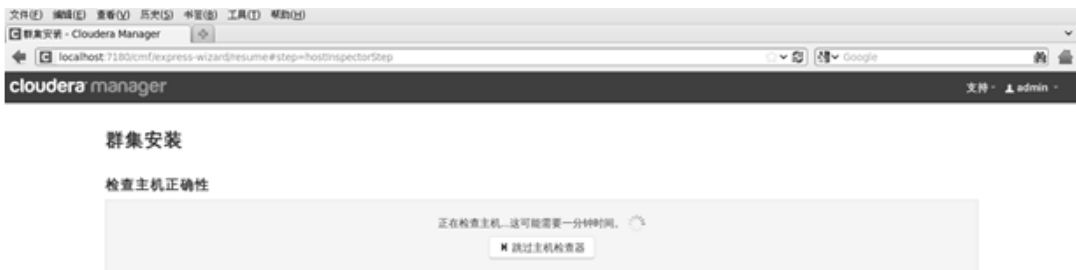 文件(F) 编辑(E) 查看(V) 历史(S) 书签(B) 工具(T) 帮助(H)
群集安装 - Cloudera Manager
localhost:7180/cmf/express-wizard/resume#step=hostInspectorStep Google
cloudera manager 支持 admin
群集安装
检查主机正确性
正在检查主机...这可能需要一分钟时间。
跳过主机检查器